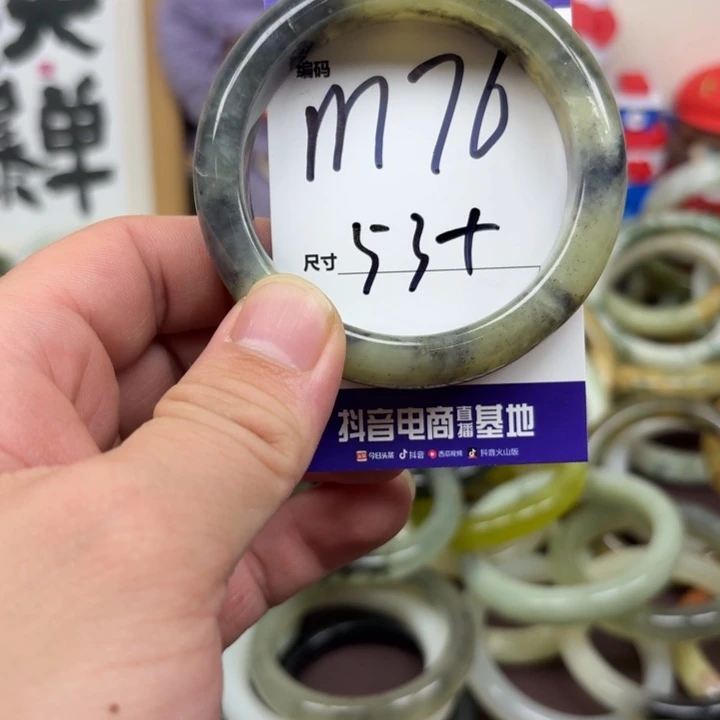 编码
m76
尺寸 53+
抖音电商直播基地
今日头条 抖音 西瓜视频 抖音火山版
单